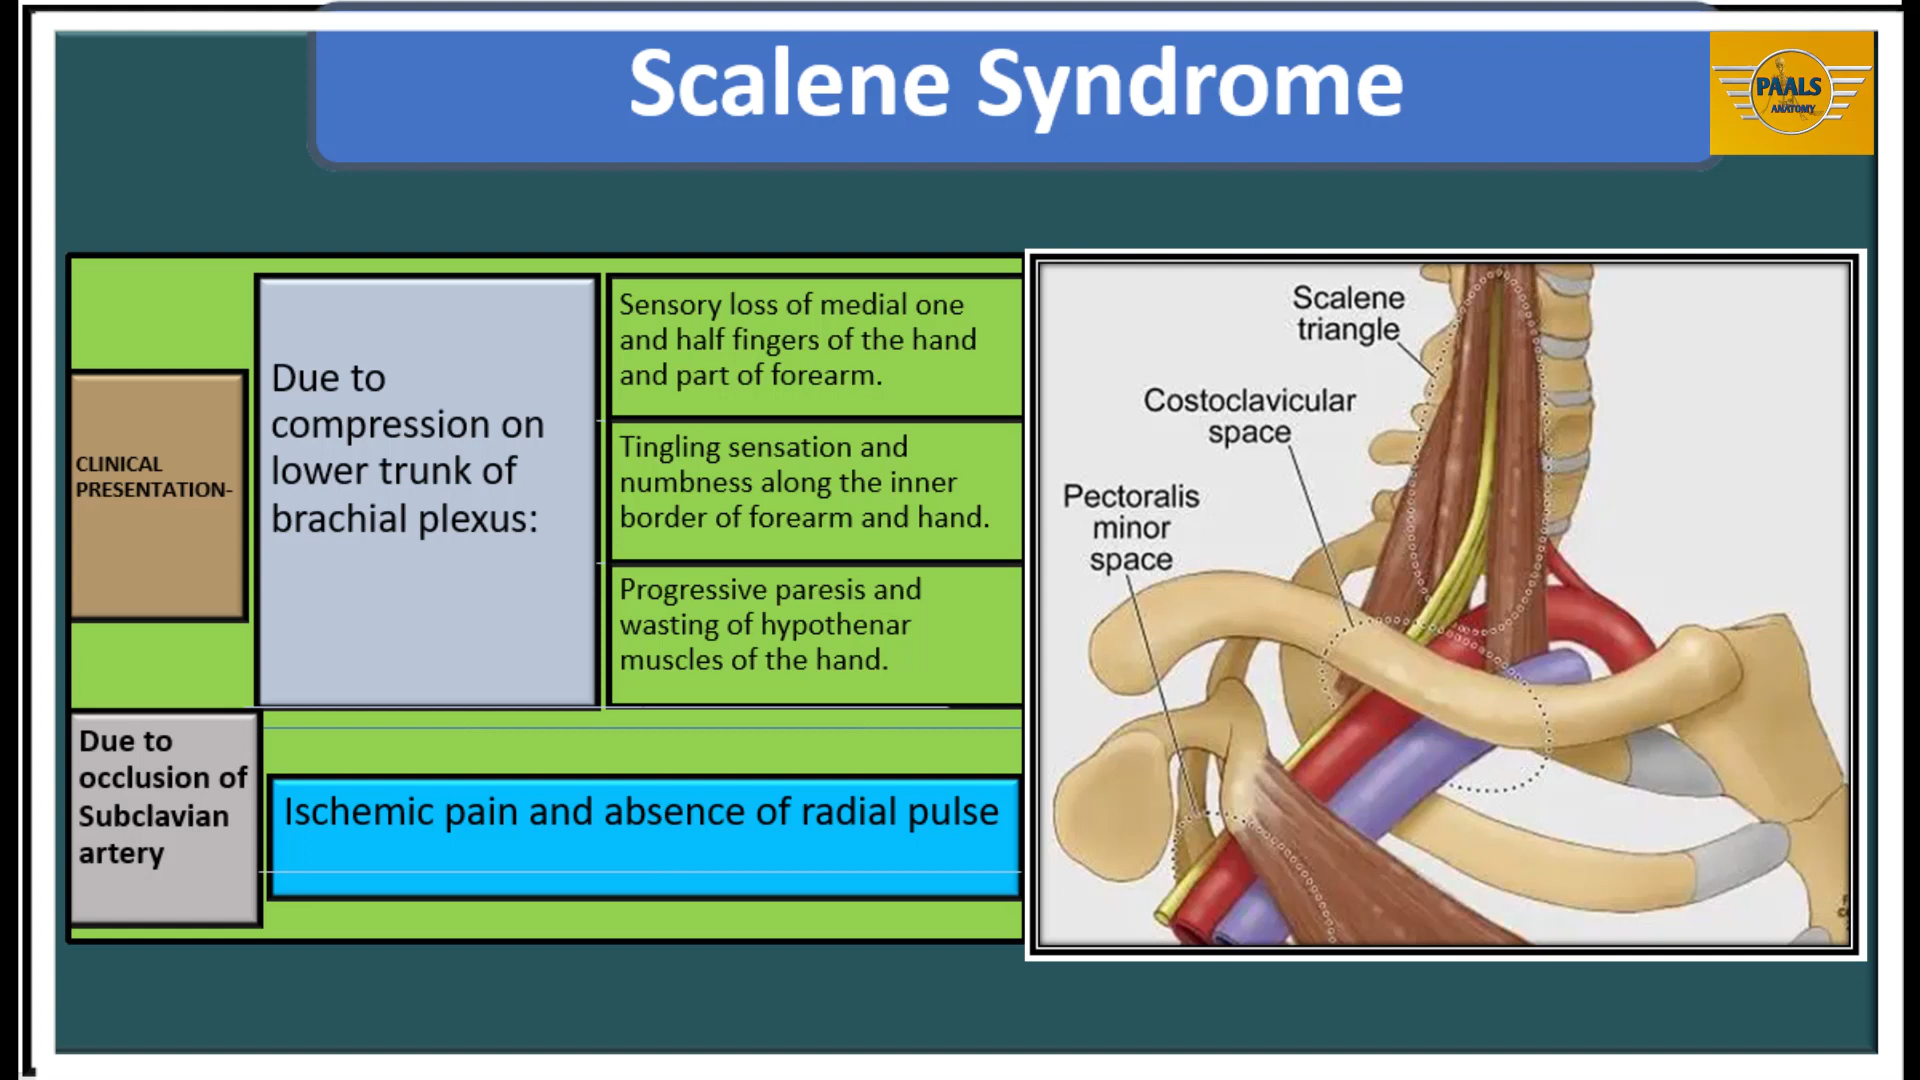 Scalene Syndrome
PAALS
ANATOMY
CLINICAL
PRESENTATION-
Due to
compression on
lower trunk of
brachial plexus:
Sensory loss of medial one
and half fingers of the hand
and part of forearm.
Tingling sensation and
numbness along the inner
border of forearm and hand.
Progressive paresis and
wasting of hypothenar
muscles of the hand.
Due to
occlusion of
Subclavian
artery
Ischemic pain and absence of radial pulse
Scalene
triangle
Costoclavicular
space
Pectoralis
minor
space